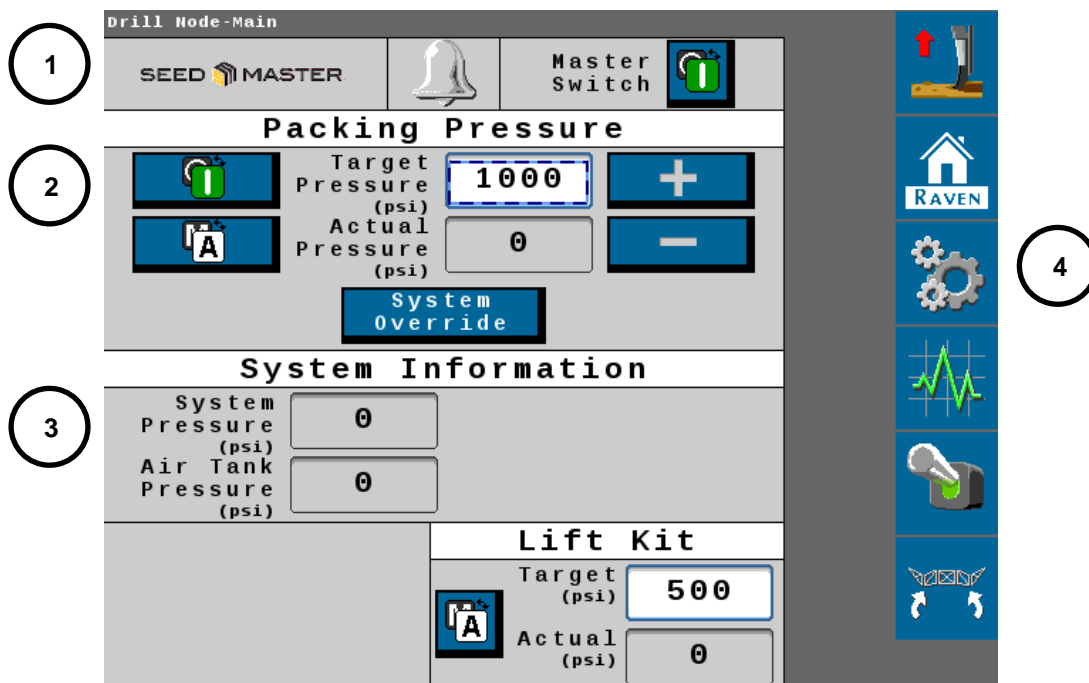 Drill Node-Main
1
SEED MASTER
Master
Switch
I
Packing Pressure
2
I
Target
Pressure
(psi)
1000
+
M
A
Actual
Pressure
(psi)
0
−
System
Override
System Information
3
System
Pressure
(psi)
0
Air Tank
Pressure
(psi)
0
Lift Kit
M
A
Target
(psi)
500
Actual
(psi)
0
RAVEN
4